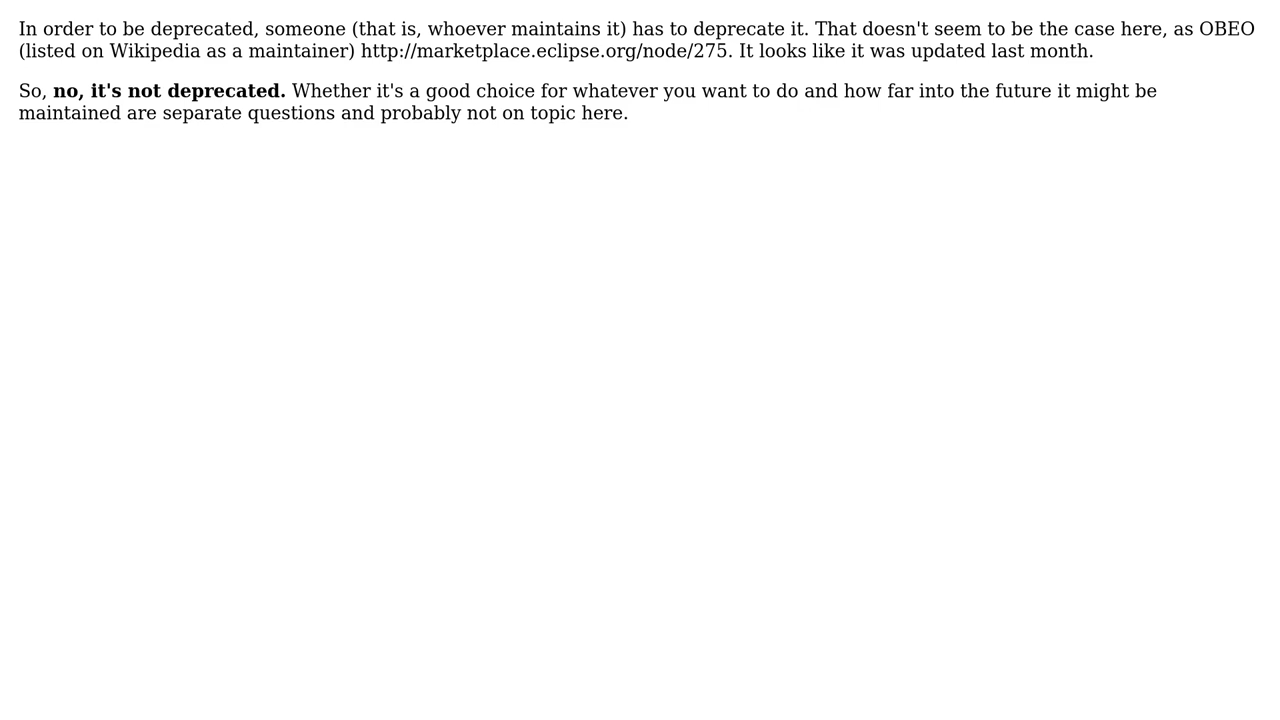 In order to be deprecated, someone (that is, whoever maintains it) has to deprecate it. That doesn't seem to be the case here, as OBEO
(listed on Wikipedia as a maintainer) http://marketplace.eclipse.org/node/275. It looks like it was updated last month.
So, no, it's not deprecated. Whether it's a good choice for whatever you want to do and how far into the future it might be
maintained are separate questions and probably not on topic here.